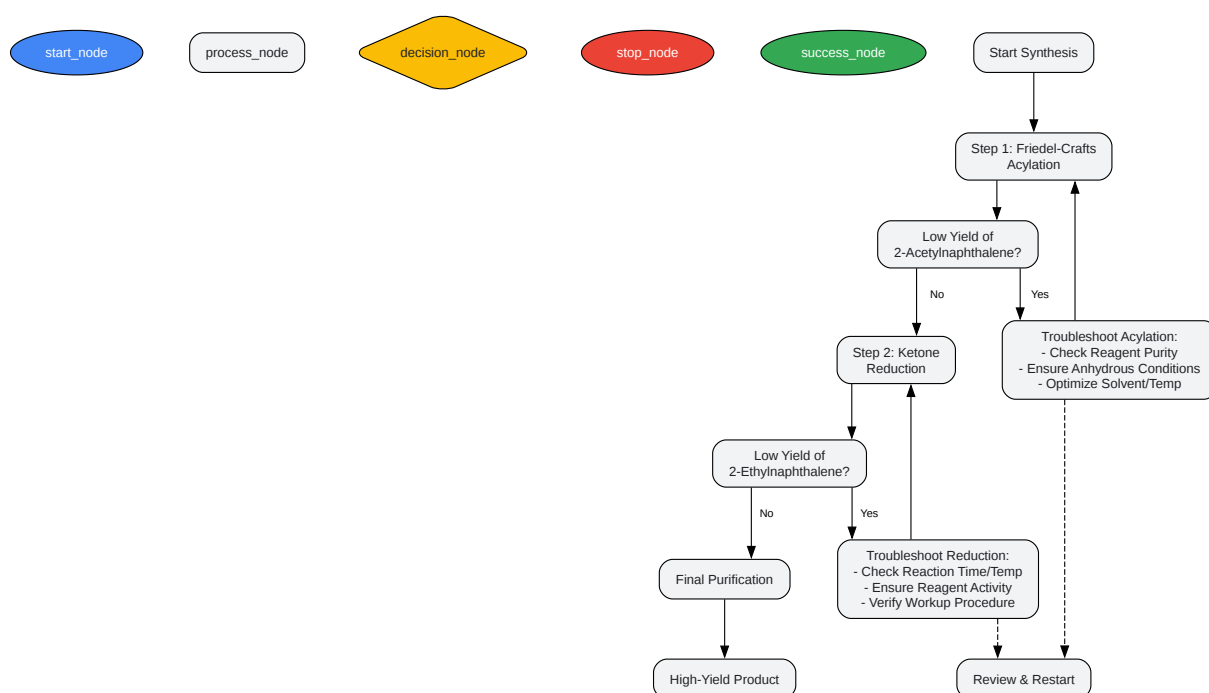 start_node
process_node
decision_node
stop_node
success_node
Start Synthesis
Step 1: Friedel-Crafts
Acylation
Low Yield of
2-Acetylnaphthalene?
No
Yes
Troubleshoot Acylation:
- Check Reagent Purity
- Ensure Anhydrous Conditions
- Optimize Solvent/Temp
Step 2: Ketone
Reduction
Low Yield of
2-Ethylnaphthalene?
No
Yes
Troubleshoot Reduction:
- Check Reaction Time/Temp
- Ensure Reagent Activity
- Verify Workup Procedure
Final Purification
High-Yield Product
Review & Restart